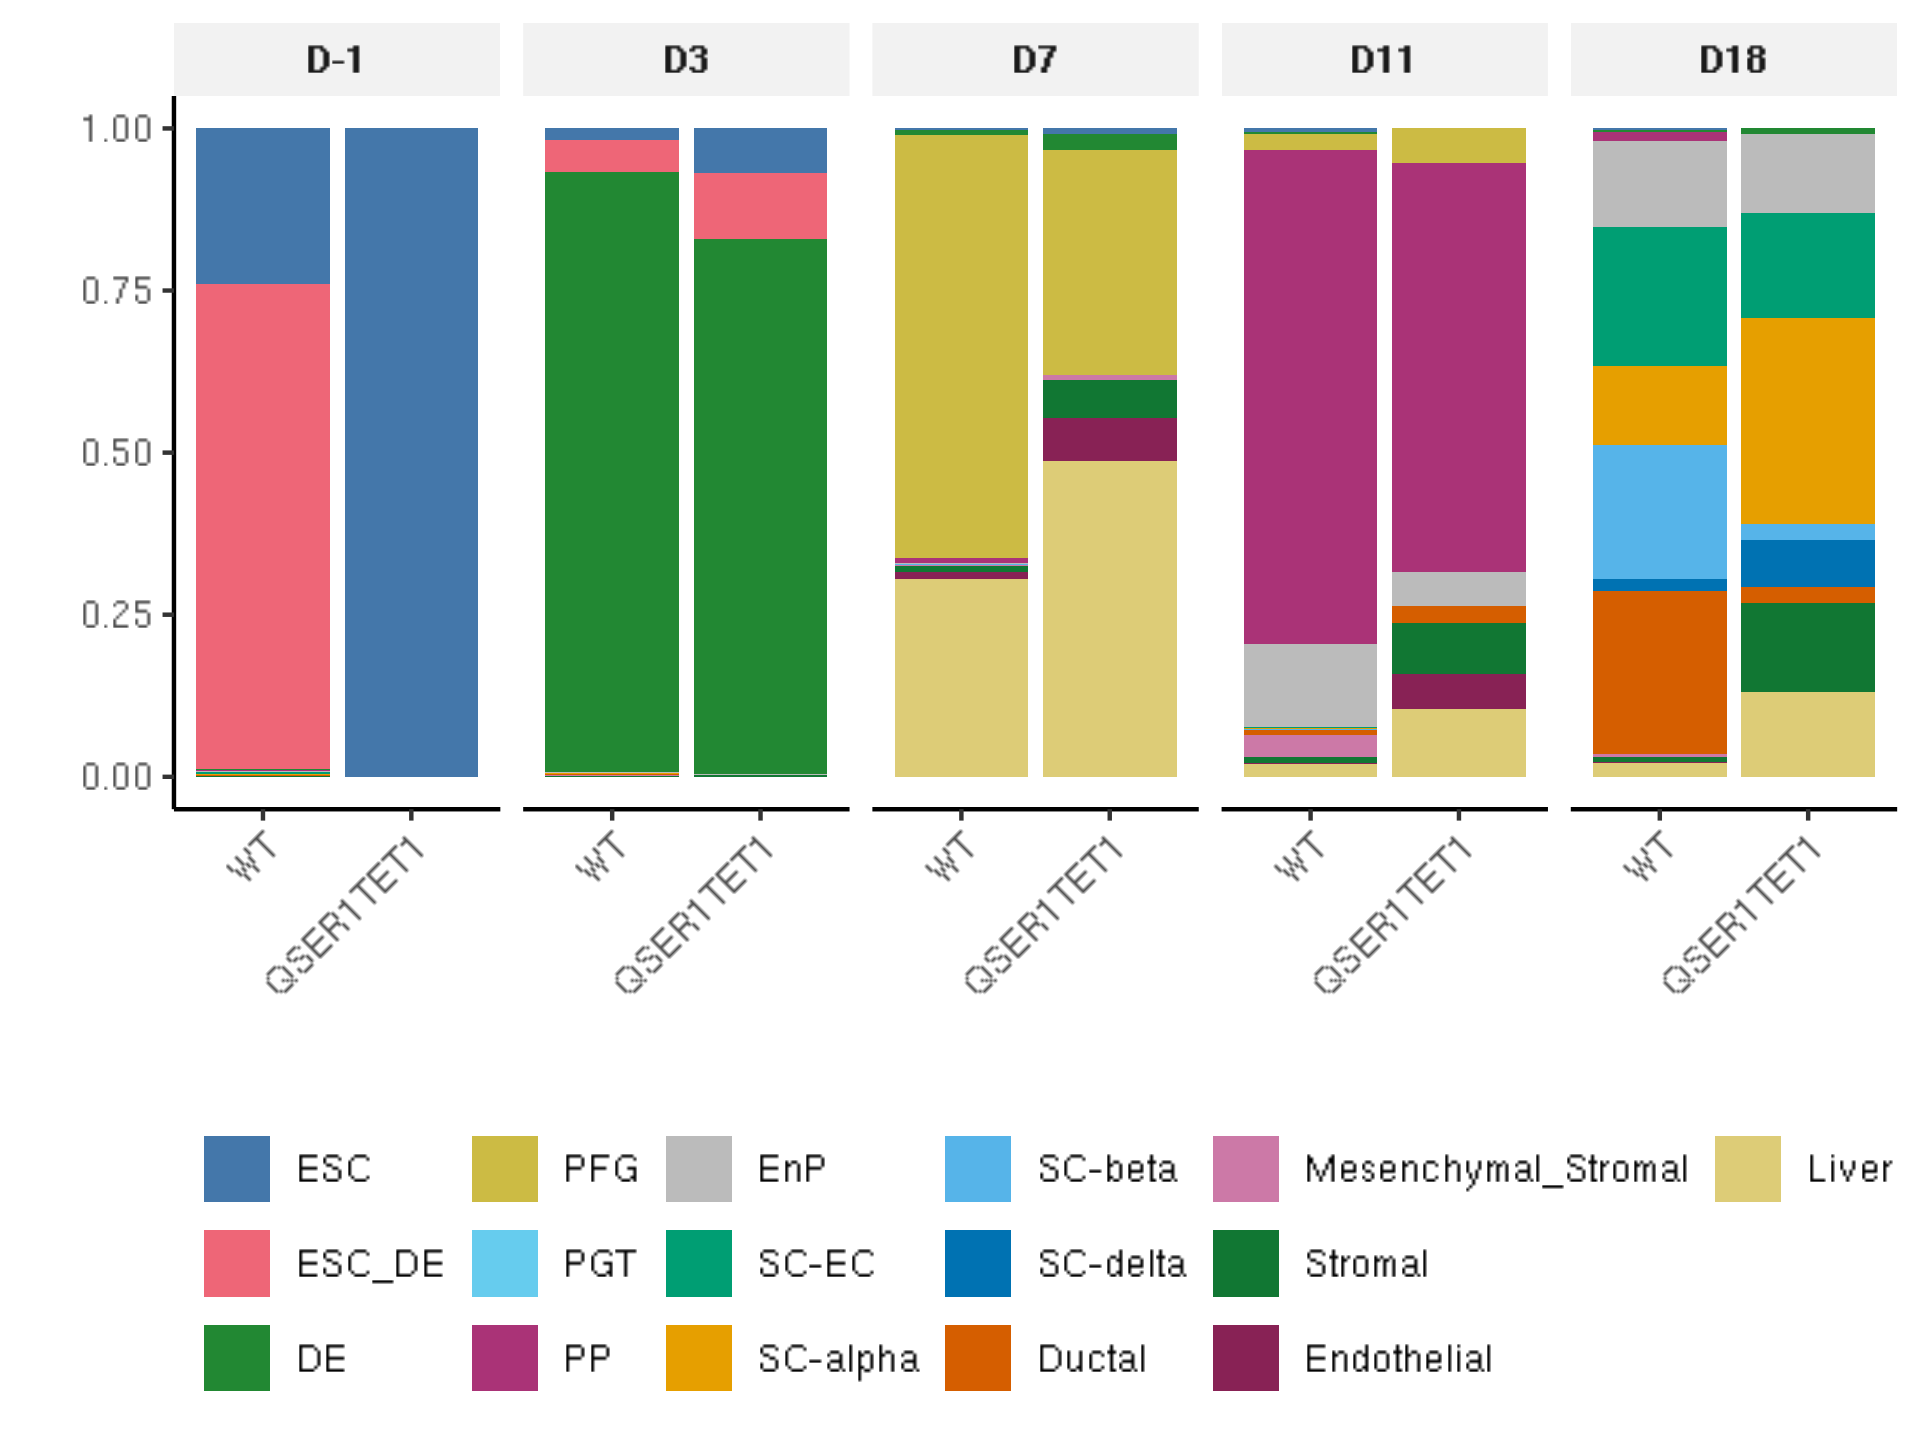 D-1 D3 D7 D11 D18
1.00
0.75
0.50
0.25
0.00
WT QSER1TET1 WT QSER1TET1 WT QSER1TET1 WT QSER1TET1 WT QSER1TET1
ESC PFG EnP SC-beta Mesenchymal_Stromal Liver
ESC_DE PGT SC-EC SC-delta Stromal
DE PP SC-alpha Ductal Endothelial